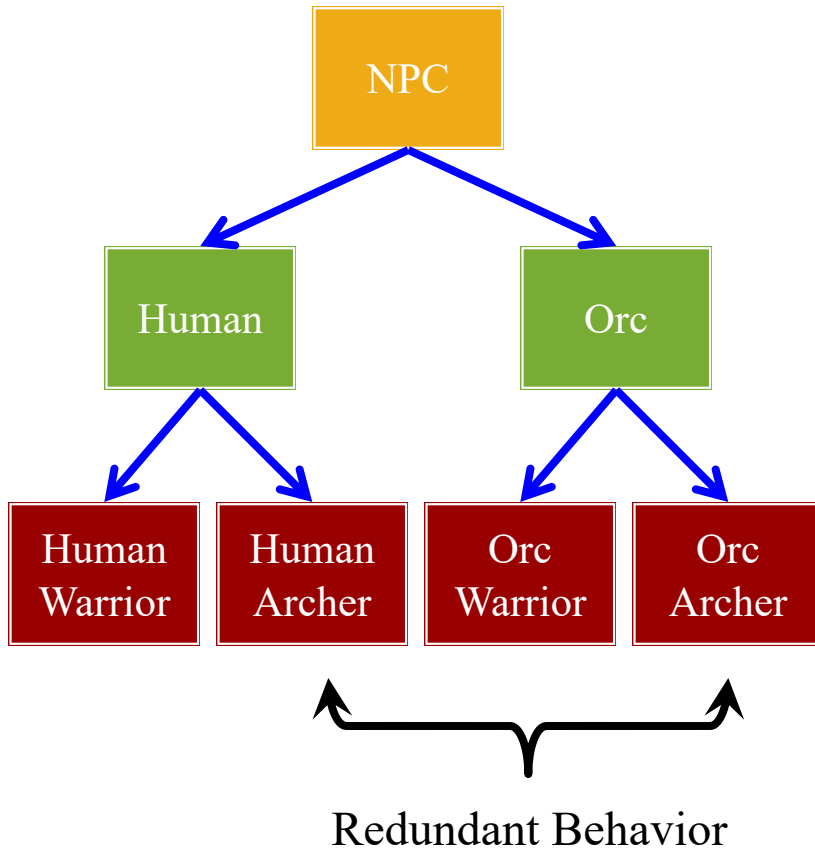 NPC
Human
Orc
Human
Warrior
Human
Archer
Orc
Warrior
Orc
Archer
Redundant Behavior